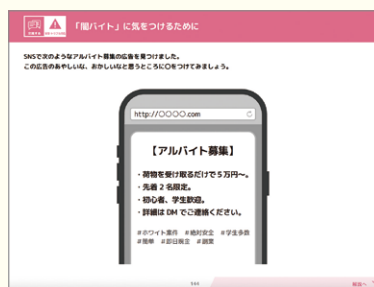 「闇バイト」に気をつけるために
SNSで次のようなアルバイト募集の広告を見つけました。
この広告のあやしいな、おかしいなと思うところに○をつけてみましょう。
http://〇〇〇〇.com
【アルバイト募集】
・荷物を受け取るだけで5万円〜。
・先着2名限定。
・初心者、学生歓迎。
・詳細はDMでご連絡ください。
#ホワイト案件 #絶対安全 #学生多数
#簡単 #即日現金 #副業